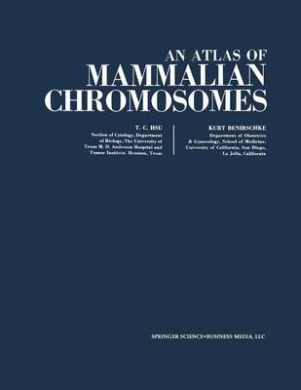 AN ATLAS OF
MAMMALIAN
CHROMOSOMES
T. C. HSU
Section of Cytology, Department
of Biology, The University of
Texas M. D. Anderson Hospital and
Tumor Institute, Houston, Texas
KURT BENIRSCHKE
Department of Obstetrics
& Gynecology, School of Medicine,
University of California, San Diego,
La Jolla, California
SPRINGER SCIENCE+BUSINESS MEDIA, LLC